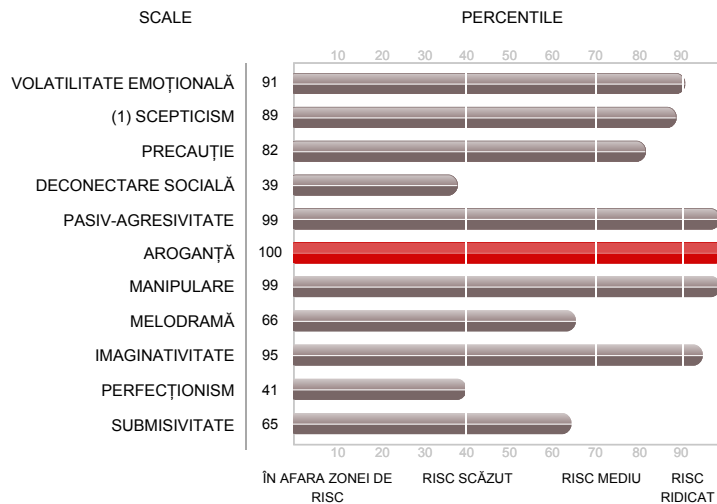 SCALE PERCENTILE
10 20 30 40 50 60 70 80 90
VOLATILITATE EMOȚIONALĂ 91
(1) SCEPTICISM 89
PRECAUȚIE 82
DECONECTARE SOCIALĂ 39
PASIV-AGRESIVITATE 99
AROGANȚĂ 100
MANIPULARE 99
MELODRAMĂ 66
IMAGINATIVITATE 95
PERFECȚIONISM 41
SUBMISIVITATE 65
10 20 30 40 50 60 70 80 90
ÎN AFARA ZONEI DE RISC SCĂZUT RISC MEDIU RISC
RISC RIDICAT